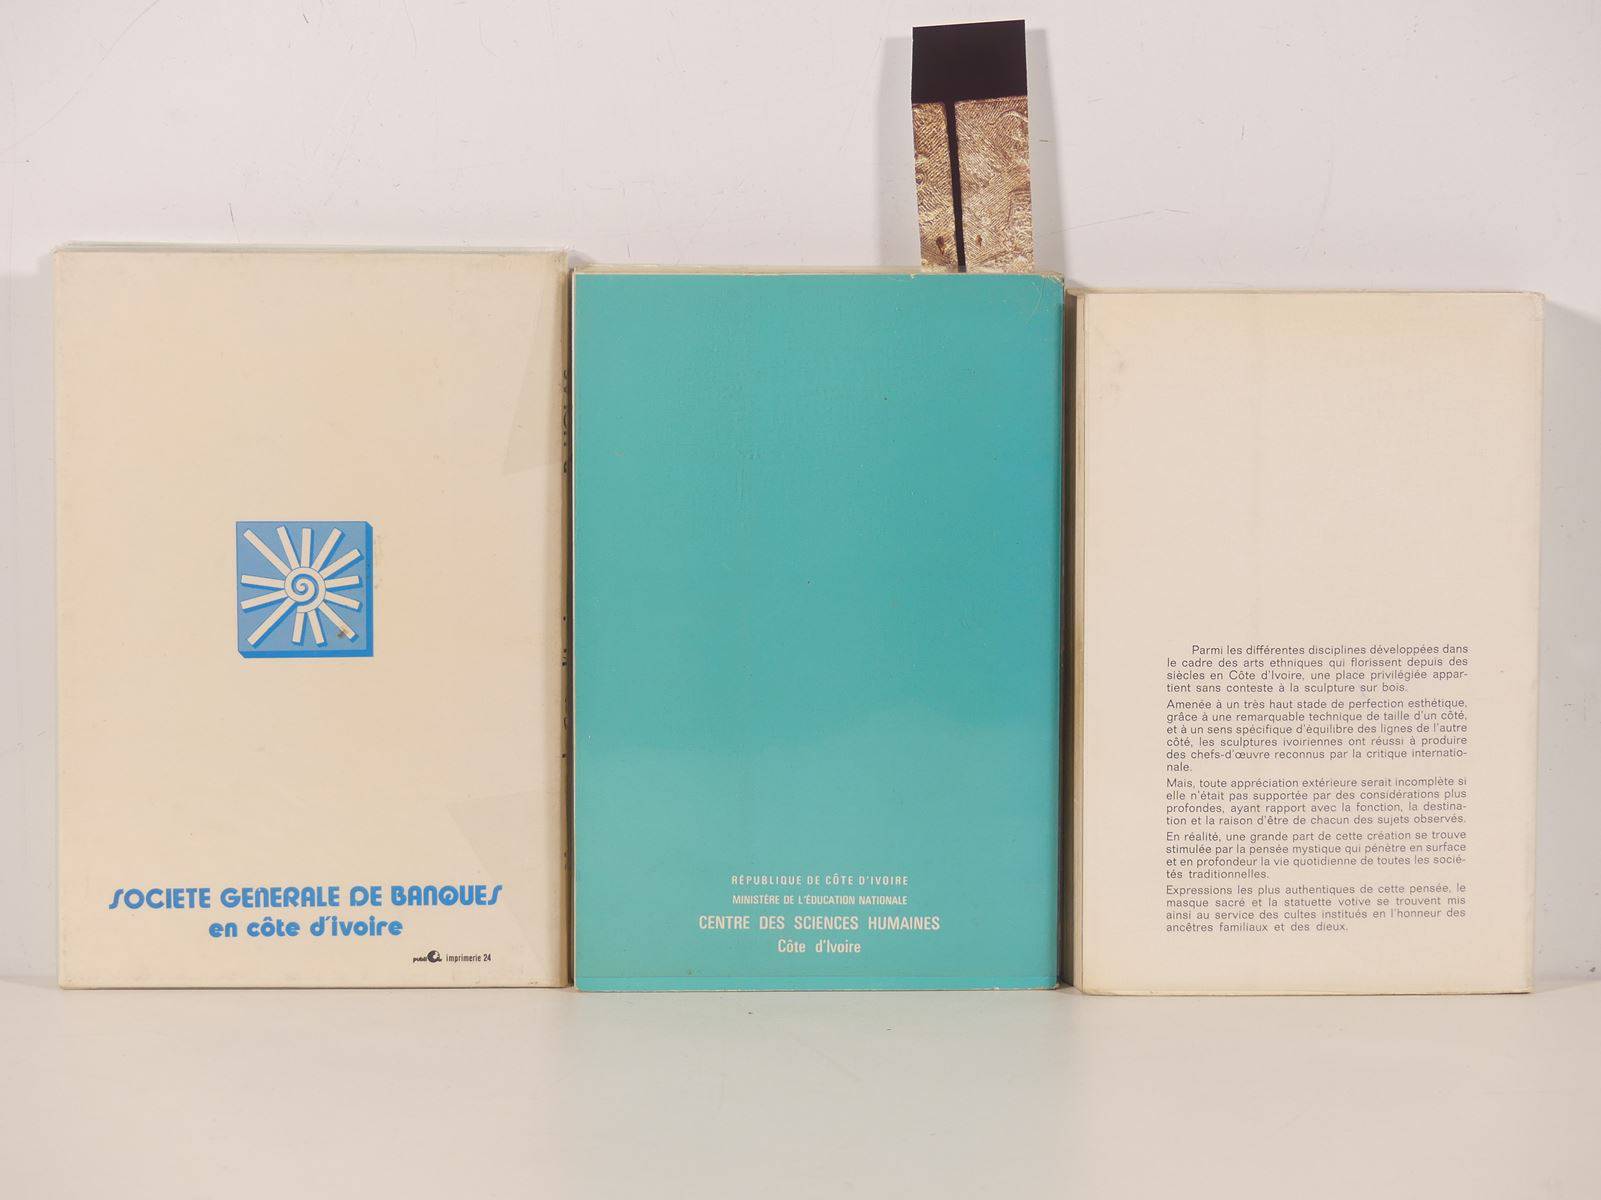 SOCIETE GENERALE DE BANQUES
en côte d'ivoire
imprimerie 24
RÉPUBLIQUE DE CÔTE D'IVOIRE
MINISTÈRE DE L'ÉDUCATION NATIONALE
CENTRE DES SCIENCES HUMAINES
Côte d'Ivoire
Parmi les différentes disciplines développées dans
le cadre des arts ethniques qui florissent depuis des
siècles en Côte d'Ivoire, une place privilégiée appar-
tient sans conteste à la sculpture sur bois.
Amenée à un très haut stade de perfection esthétique,
grâce à une remarquable technique de taille d'un côté,
et à un sens spécifique d'équilibre des lignes de l'autre
côté, les sculptures ivoiriennes ont réussi à produire
des chefs-d'œuvre reconnus par la critique internatio-
nale.
Mais, toute appréciation extérieure serait incomplète si
elle n'était pas supportée par des considérations plus
profondes, ayant rapport avec la fonction, la destina-
tion et la raison d'être de chacun des sujets observés.
En réalité, une grande part de cette création se trouve
stimulée par la pensée mystique qui pénètre en surface
et en profondeur la vie quotidienne de toutes les socié-
tés traditionnelles.
Expressions les plus authentiques de cette pensée, le
masque sacré et la statuette votive se trouvent mis
ainsi au service des cultes institués en l'honneur des
ancêtres familiaux et des dieux.